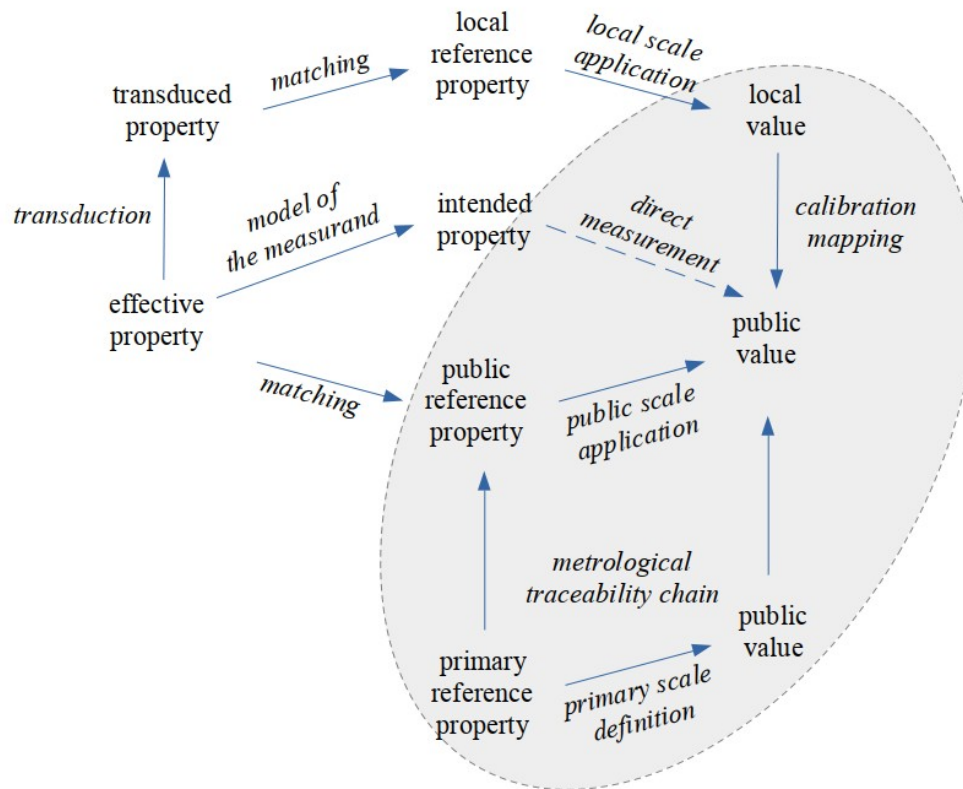 local
reference
property
local scale
application
matching
transduced
property
local
value
transduction
model of
the measurand
intended
property
direct
measurement
calibration
mapping
effective
property
public
value
matching
public
reference
property
public scale
application
metrological
traceability chain
public
value
primary
reference
property
primary scale
definition